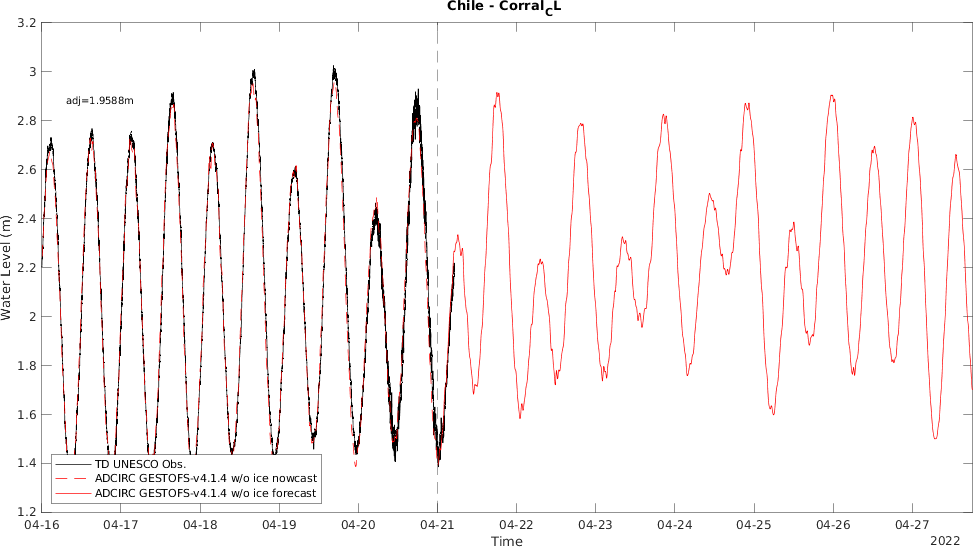 Chile - Corral_CL
3.2
3
2.8
2.6
2.4
2.2
2
1.8
1.6
1.4
1.2
Water Level (m)
adj=1.9588m
TD UNESCO Obs.
ADCIRC GESTOFS-v4.1.4 w/o ice nowcast
ADCIRC GESTOFS-v4.1.4 w/o ice forecast
04-16 04-17 04-18 04-19 04-20 04-21 04-22 04-23 04-24 04-25 04-26 04-27
Time
2022